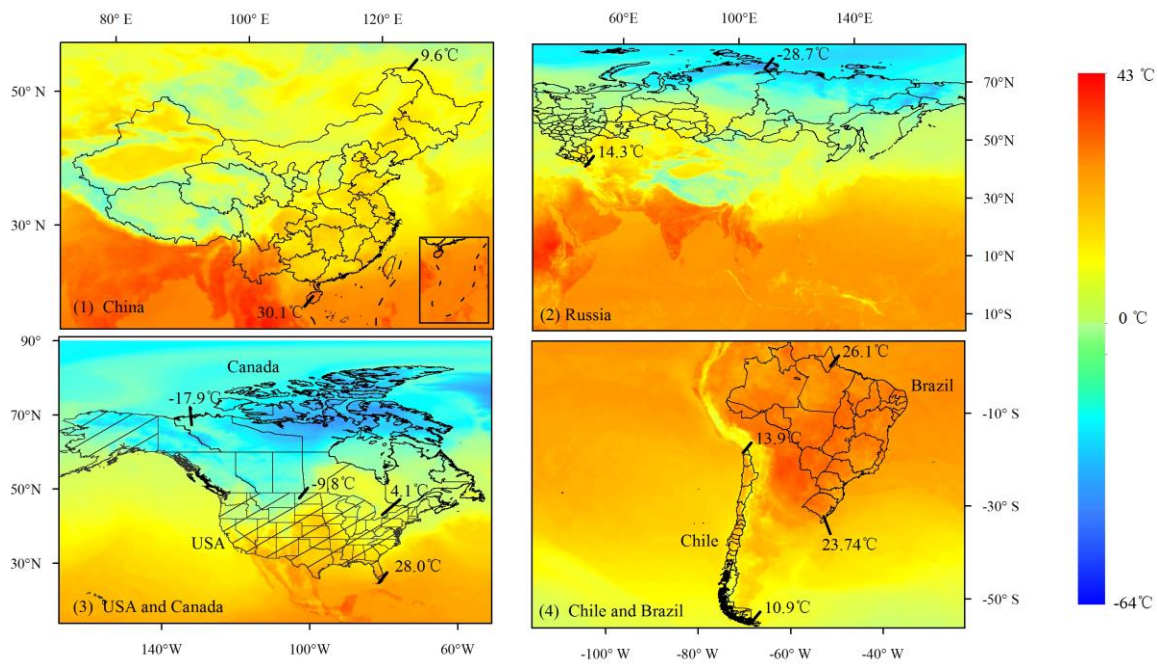 80° E 100° E 120° E
60° E 100° E 140° E
50° N
30° N
9.6℃
30.1℃
(1) China
-28.7℃
14.3℃
(2) Russia
70°N
50°N
30°N
10°N
10°S
43 ℃
0 ℃
-64℃
90°
70°N
50°N
30°N
Canada
-17.9℃
-9.8℃
4.1℃
USA
28.0℃
(3) USA and Canada
140°W 100°W 60°W
26.1℃
Brazil
13.9℃
Chile
23.74℃
10.9℃
(4) Chile and Brazil
-10° S
-30° S
-50° S
-100° W -80° W -60° W -40° W